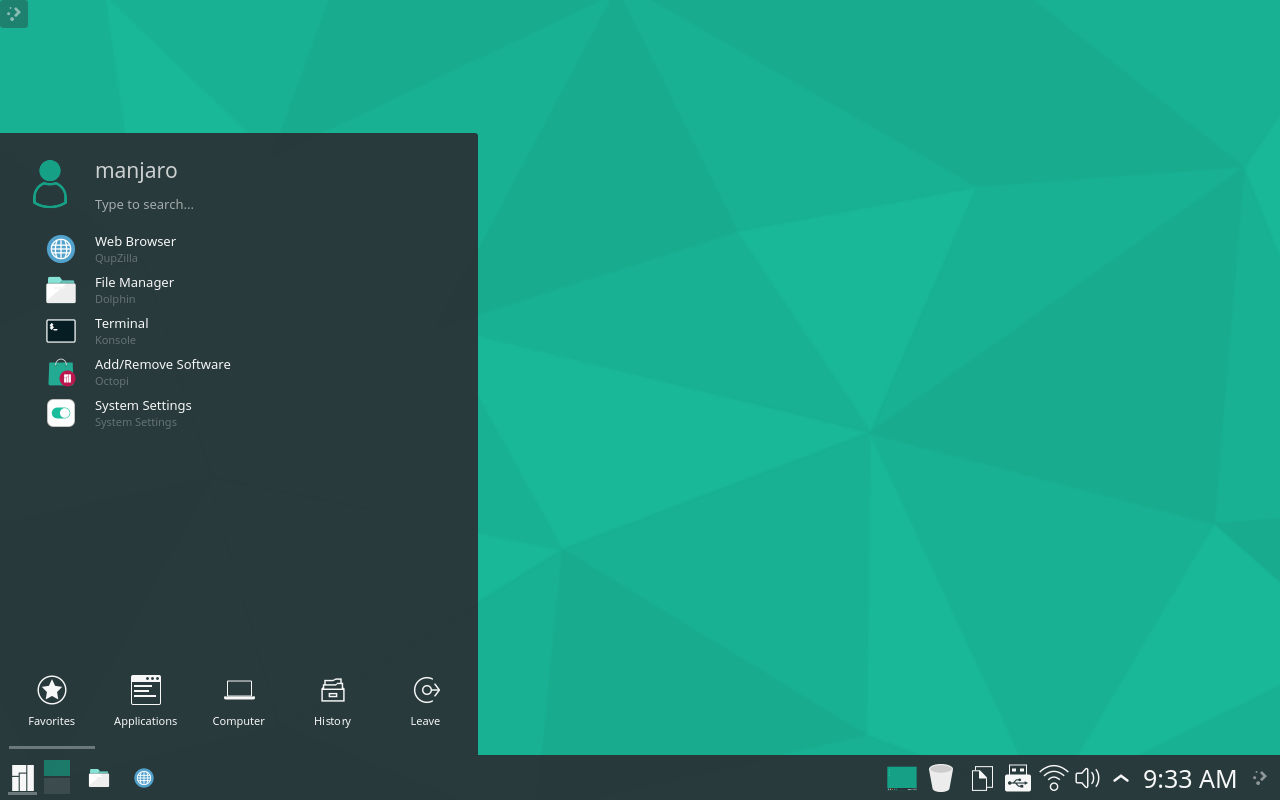 manjaro
Type to search...
Web Browser
QupZilla
File Manager
Dolphin
Terminal
Konsole
Add/Remove Software
Octopi
System Settings
System Settings
Favorites
Applications
Computer
History
Leave
9:33 AM